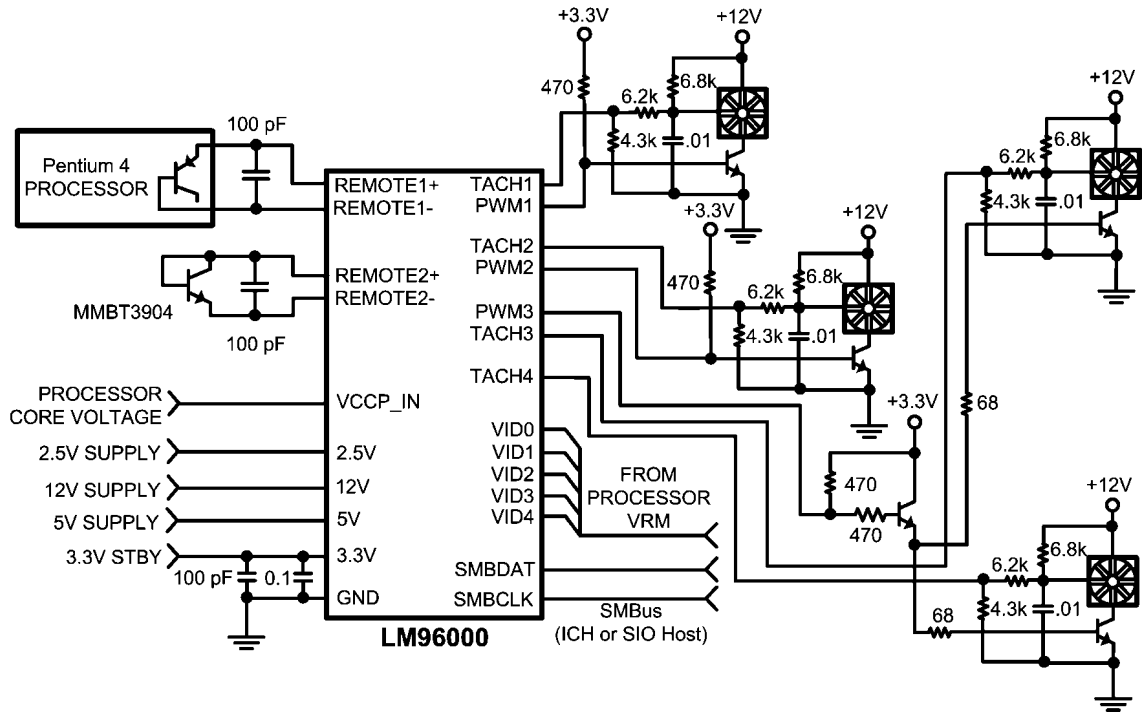 +3.3V
+12V
470
6.8k
6.2k
4.3k
.01
+12V
6.8k
6.2k
4.3k
.01
100 pF
Pentium 4
PROCESSOR
REMOTE1+
REMOTE1-
REMOTE2+
REMOTE2-
MMBT3904
100 pF
TACH1
PWM1
TACH2
PWM2
PWM3
TACH3
TACH4
+3.3V
+12V
470
6.8k
6.2k
4.3k
.01
PROCESSOR
CORE VOLTAGE
VCCP_IN
2.5V SUPPLY
2.5V
12V SUPPLY
12V
5V SUPPLY
5V
3.3V STBY
3.3V
100 pF
0.1
GND
VID0
VID1
VID2
VID3
VID4
FROM
PROCESSOR
VRM
SMBDAT
SMBCLK
SMBus
(ICH or SIO Host)
LM96000
+3.3V
470
470
68
68
+12V
6.8k
6.2k
4.3k
.01